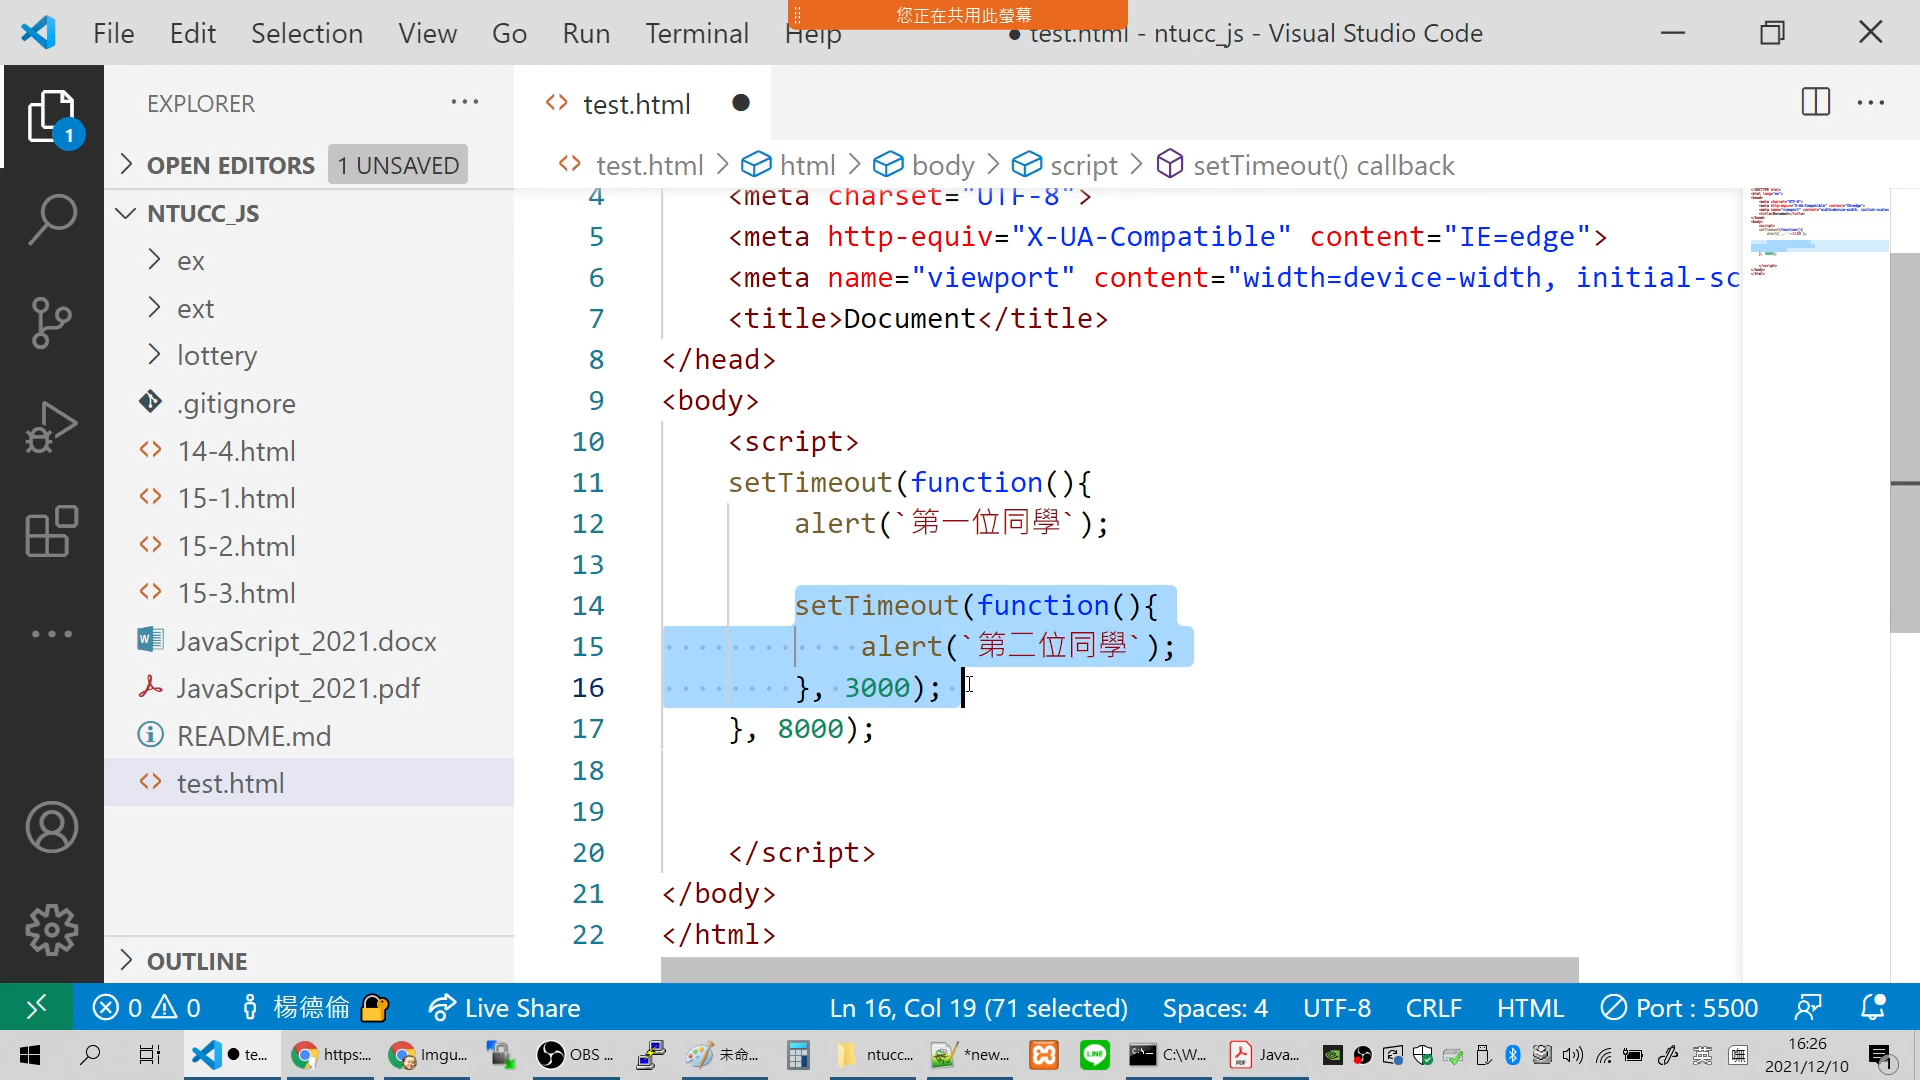 File Edit Selection View Go Run Terminal Help
您正在共用此螢幕
● test.html - ntucc_js - Visual Studio Code
EXPLORER
test.html
OPEN EDITORS 1 UNSAVED
test.html > html > body > script > setTimeout() callback
NTUCC_JS
ex
ext
lottery
.gitignore
14-4.html
15-1.html
15-2.html
15-3.html
JavaScript_2021.docx
JavaScript_2021.pdf
README.md
test.html
OUTLINE
4 <meta charset="UTF-8">
5 <meta http-equiv="X-UA-Compatible" content="IE=edge">
6 <meta name="viewport" content="width=device-width, initial-sc
7 <title>Document</title>
8 </head>
9 <body>
10 <script>
11 setTimeout(function(){
12 alert(`第一位同學`);
13
14 setTimeout(function(){
15 alert(`第二位同學`);
16 }, 3000);
17 }, 8000);
18
19
20 </script>
21 </body>
22 </html>
0 0 楊德倫 Live Share Ln 16, Col 19 (71 selected) Spaces: 4 UTF-8 CRLF HTML Port : 5500
● te... https:... Imgu... OBS ... 未命... ntucc... *new... LINE C:\W... Java... 英
16:26
2021/12/10
1